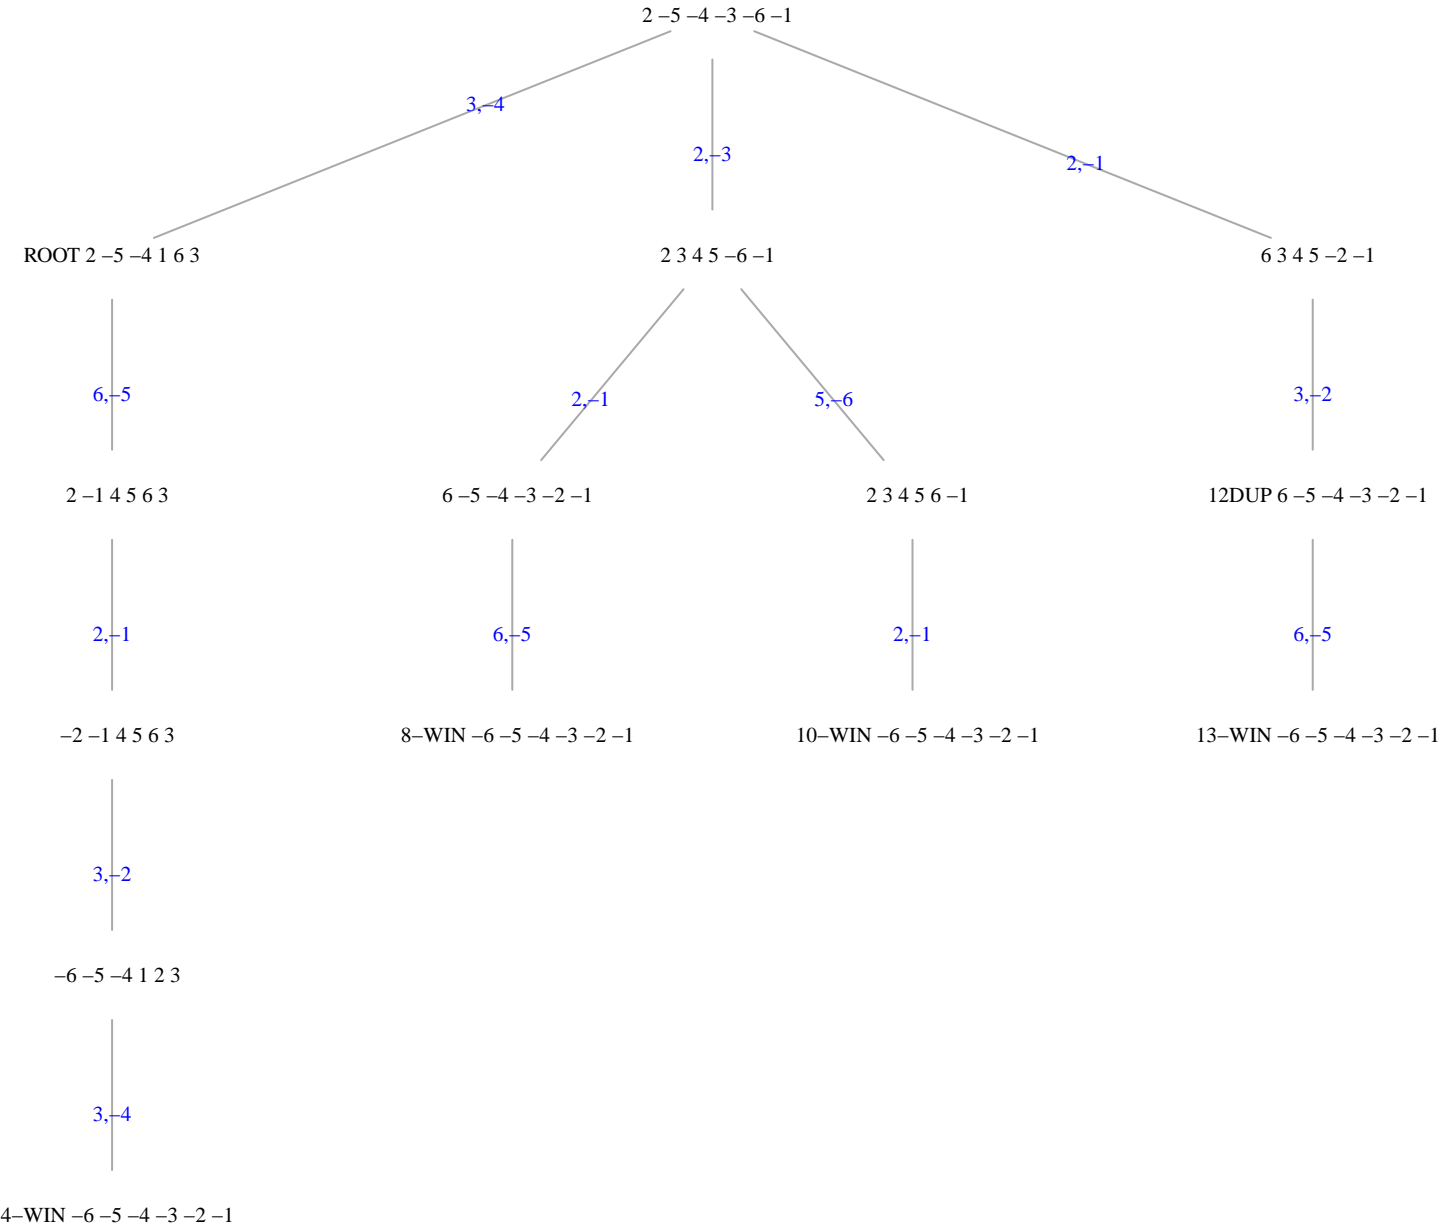 2 –5 –4 –3 –6 –1
3,–4
2,–3
2,–1
ROOT 2 –5 –4 1 6 3
2 3 4 5 –6 –1
6 3 4 5 –2 –1
6,–5
2,–1
5,–6
3,–2
2 –1 4 5 6 3
6 –5 –4 –3 –2 –1
2 3 4 5 6 –1
12DUP 6 –5 –4 –3 –2 –1
2,–1
6,–5
2,–1
6,–5
–2 –1 4 5 6 3
8–WIN –6 –5 –4 –3 –2 –1
10–WIN –6 –5 –4 –3 –2 –1
13–WIN –6 –5 –4 –3 –2 –1
3,–2
–6 –5 –4 1 2 3
3,–4
4–WIN –6 –5 –4 –3 –2 –1